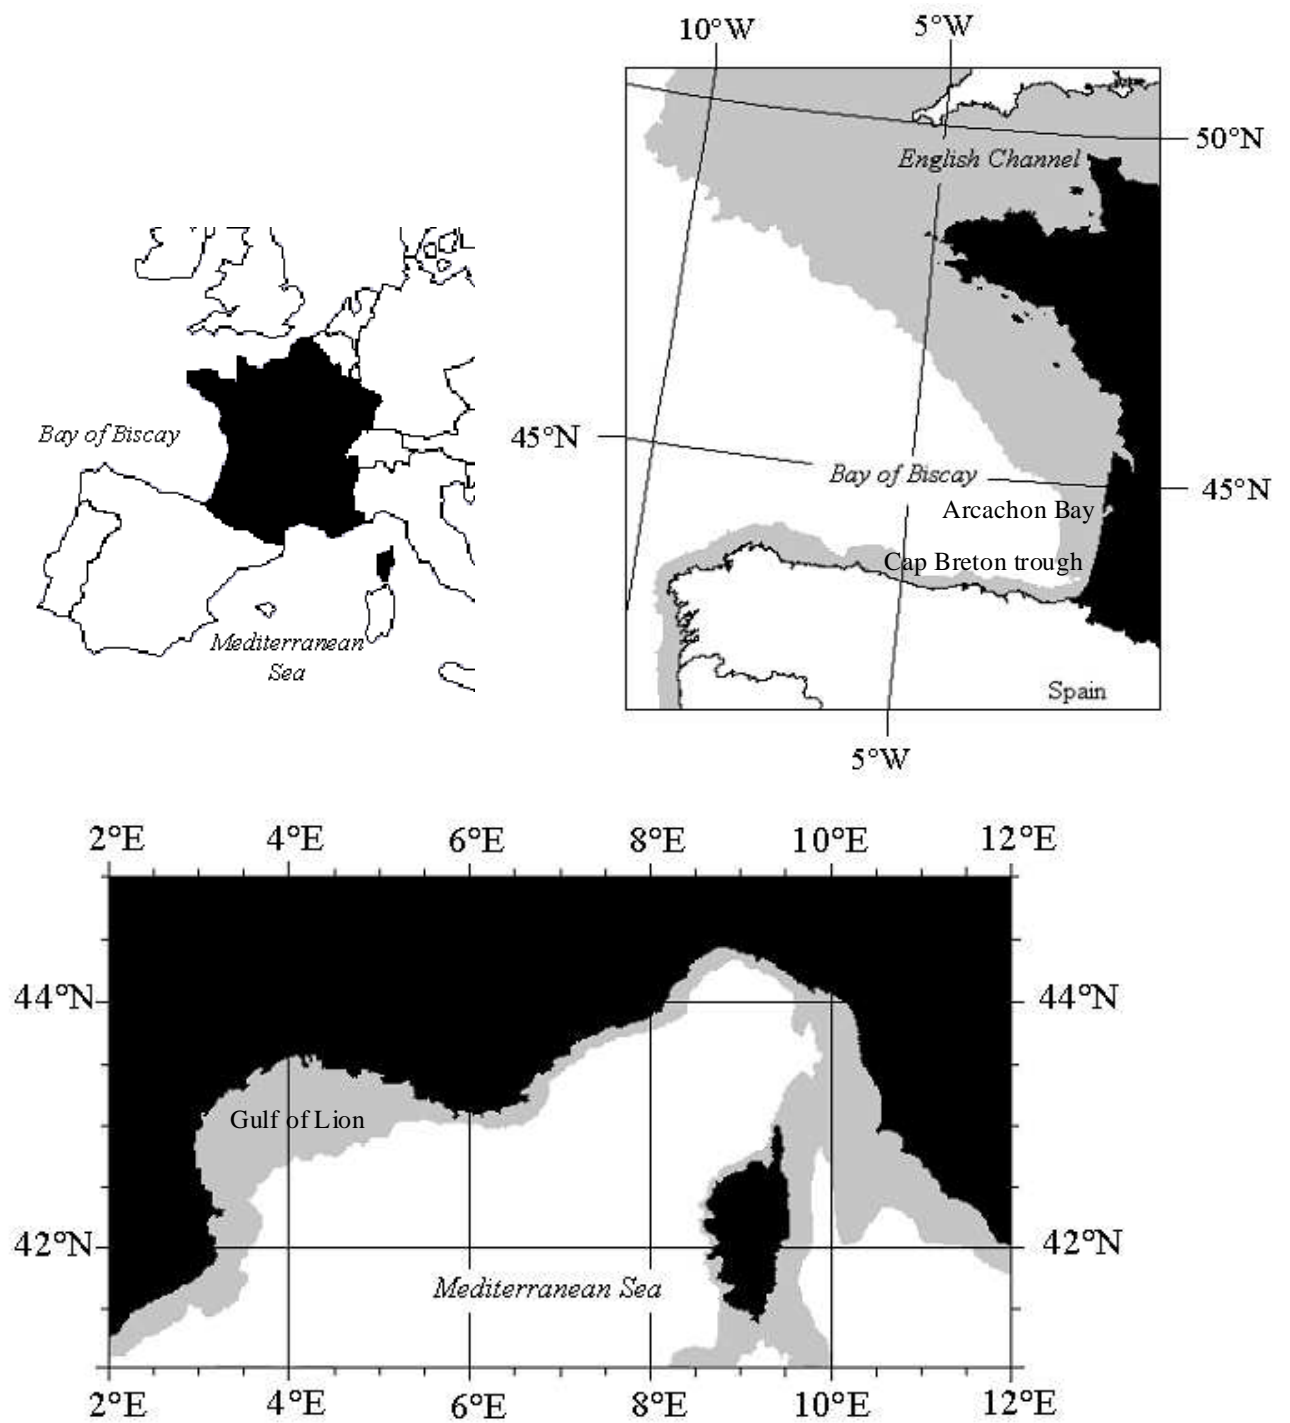 10°W
5°W
50°N
English Channel
Bay of Biscay
45°N
Bay of Biscay
45°N
Arcachon Bay
Cap Breton trough
Mediterranean
Sea
Spain
5°W
2°E
4°E
6°E
8°E
10°E
12°E
44°N
44°N
Gulf of Lion
42°N
42°N
Mediterranean Sea
2°E
4°E
6°E
8°E
10°E
12°E